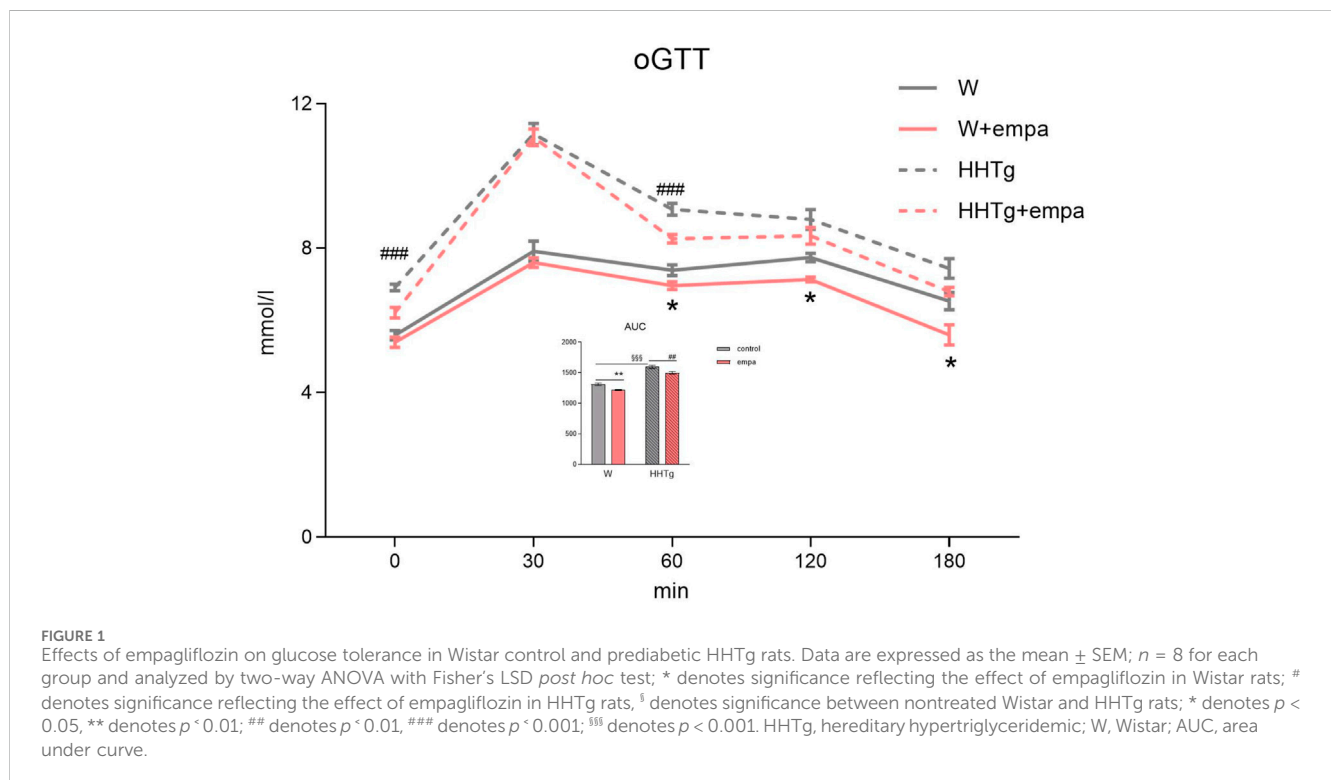 oGTT
W
W+empa
HHTg
HHTg+empa
12
8
4
0
mmol/l
###
###
*
*
*
AUC
control
empa
2000
1500
1000
500
0
**
§§§
##
W
HHTg
0
30
60
120
180
min
FIGURE 1
Effects of empagliflozin on glucose tolerance in Wistar control and prediabetic HHTg rats. Data are expressed as the mean ± SEM; n = 8 for each
group and analyzed by two-way ANOVA with Fisher's LSD post hoc test; * denotes significance reflecting the effect of empagliflozin in Wistar rats; #
denotes significance reflecting the effect of empagliflozin in HHTg rats, § denotes significance between nontreated Wistar and HHTg rats; * denotes p <
0.05, ** denotes p < 0.01; ## denotes p < 0.01, ### denotes p < 0.001; §§§ denotes p < 0.001. HHTg, hereditary hypertriglyceridemic; W, Wistar; AUC, area
under curve.